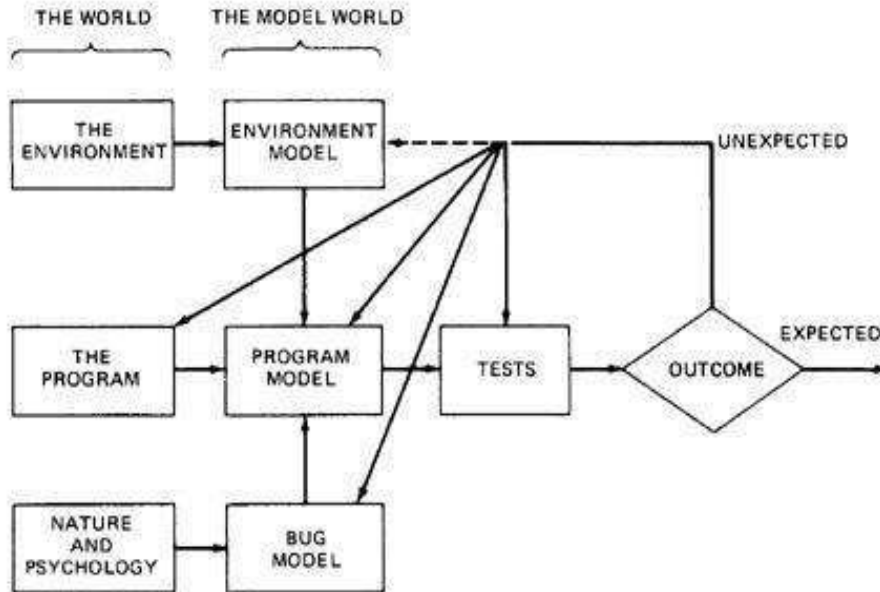 THE WORLD
THE MODEL WORLD
THE
ENVIRONMENT
ENVIRONMENT
MODEL
UNEXPECTED
THE
PROGRAM
PROGRAM
MODEL
TESTS
OUTCOME
EXPECTED
NATURE
AND
PSYCHOLOGY
BUG
MODEL